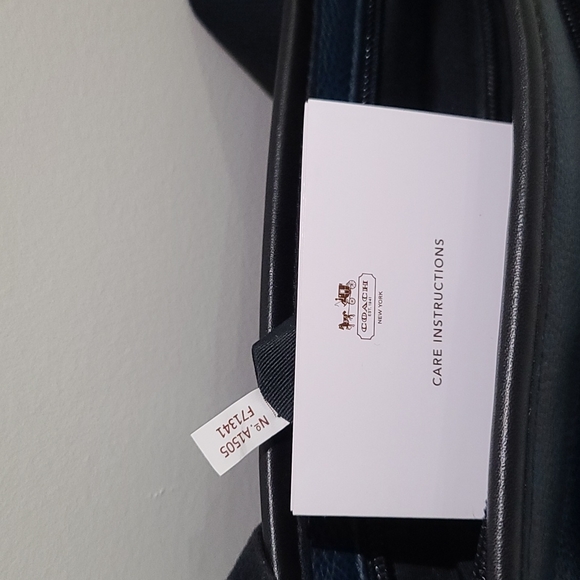 COACH
EST. 1941
NEW YORK
CARE INSTRUCTIONS
Nº.A1505
F71341